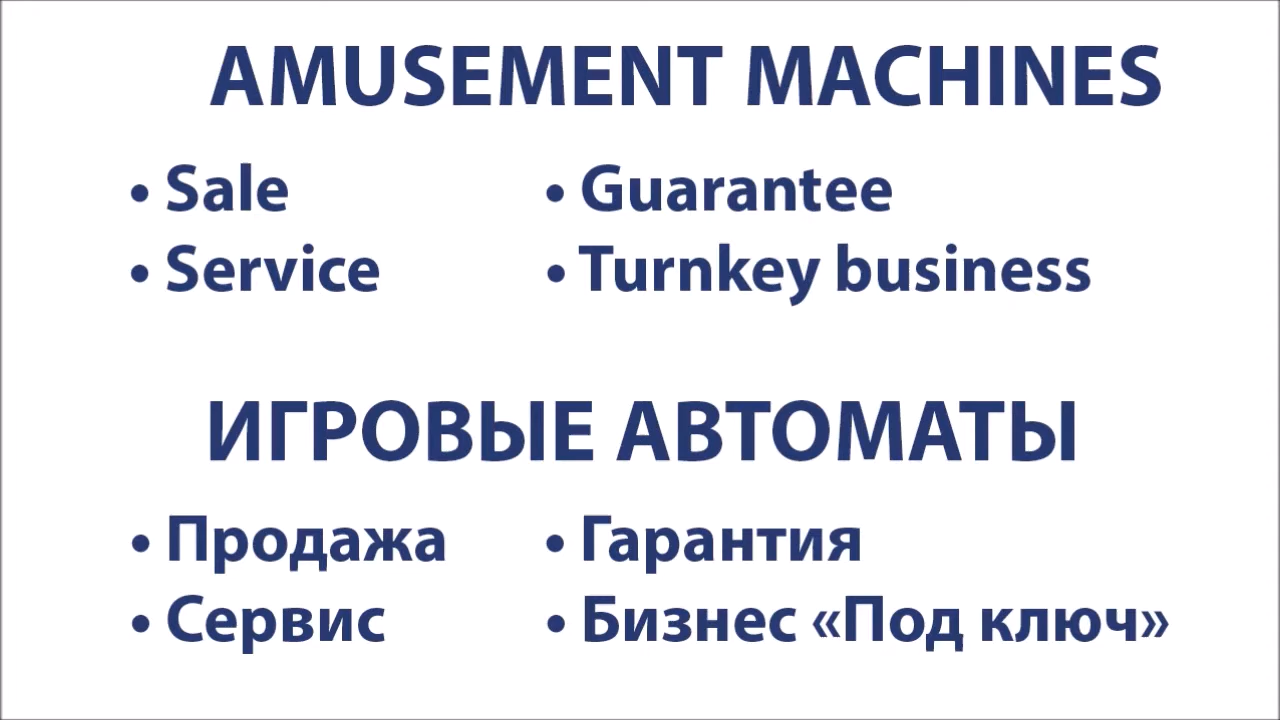 AMUSEMENT MACHINES
• Sale
• Guarantee
• Service
• Turnkey business
ИГРОВЫЕ АВТОМАТЫ
• Продажа
• Гарантия
• Сервис
• Бизнес «Под ключ»